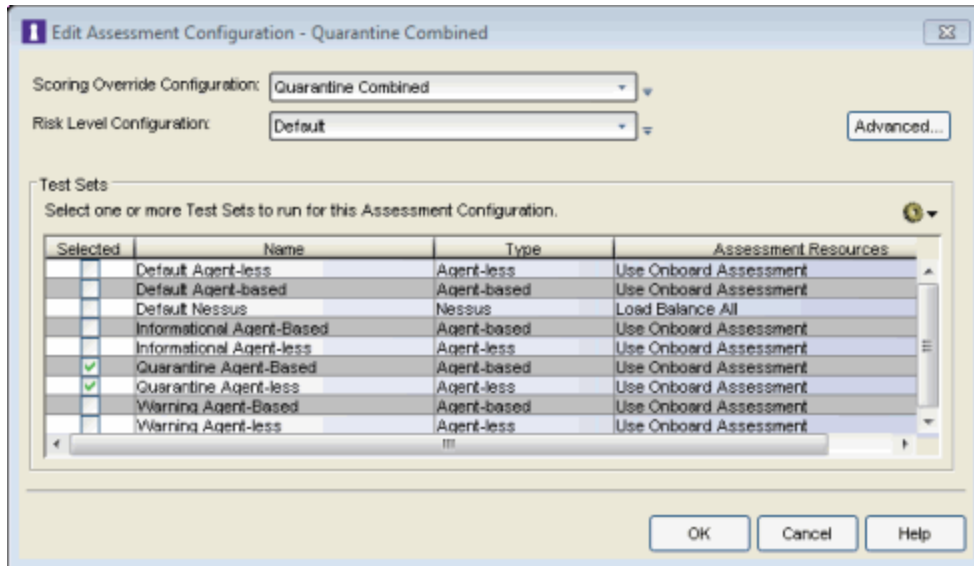 Edit Assessment Configuration - Quarantine Combined
Scoring Override Configuration: Quarantine Combined
Risk Level Configuration: Default Advanced...
Test Sets
Select one or more Test Sets to run for this Assessment Configuration.
Selected Name Type Assessment Resources
Default Agent-less Agent-less Use Onboard Assessment
Default Agent-based Agent-based Use Onboard Assessment
Default Nessus Nessus Load Balance All
Informational Agent-Based Agent-based Use Onboard Assessment
Informational Agent-less Agent-less Use Onboard Assessment
Quarantine Agent-Based Agent-based Use Onboard Assessment
Quarantine Agent-less Agent-less Use Onboard Assessment
Warning Agent-Based Agent-based Use Onboard Assessment
Warning Agent-less Agent-less Use Onboard Assessment
OK Cancel Help